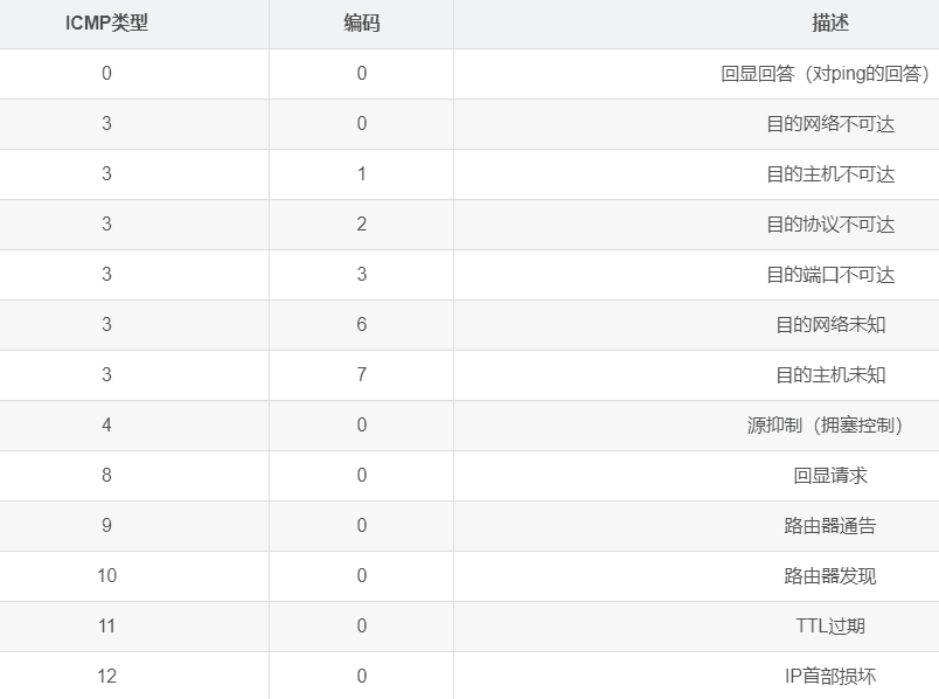 ICMP类型 编码 描述
0 0 回显回答（对ping的回答）
3 0 目的网络不可达
3 1 目的主机不可达
3 2 目的协议不可达
3 3 目的端口不可达
3 6 目的网络未知
3 7 目的主机未知
4 0 源抑制（拥塞控制）
8 0 回显请求
9 0 路由器通告
10 0 路由器发现
11 0 TTL过期
12 0 IP首部损坏